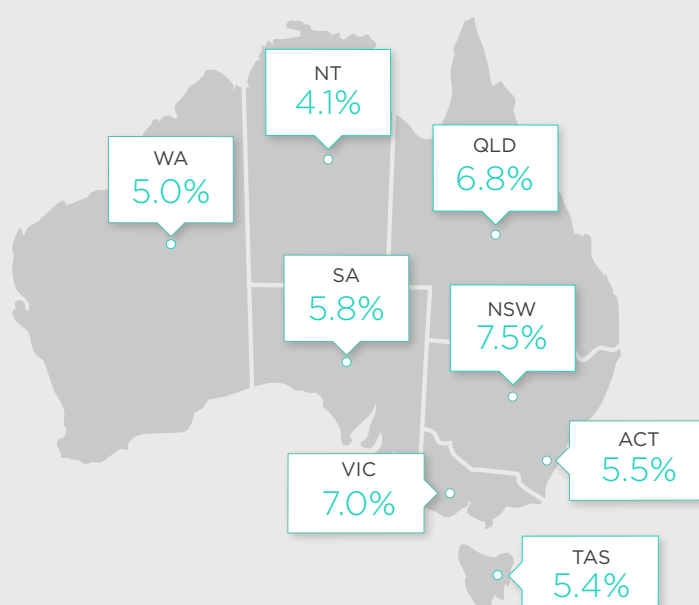 NT
4.1%
WA
5.0%
QLD
6.8%
SA
5.8%
NSW
7.5%
ACT
5.5%
VIC
7.0%
TAS
5.4%